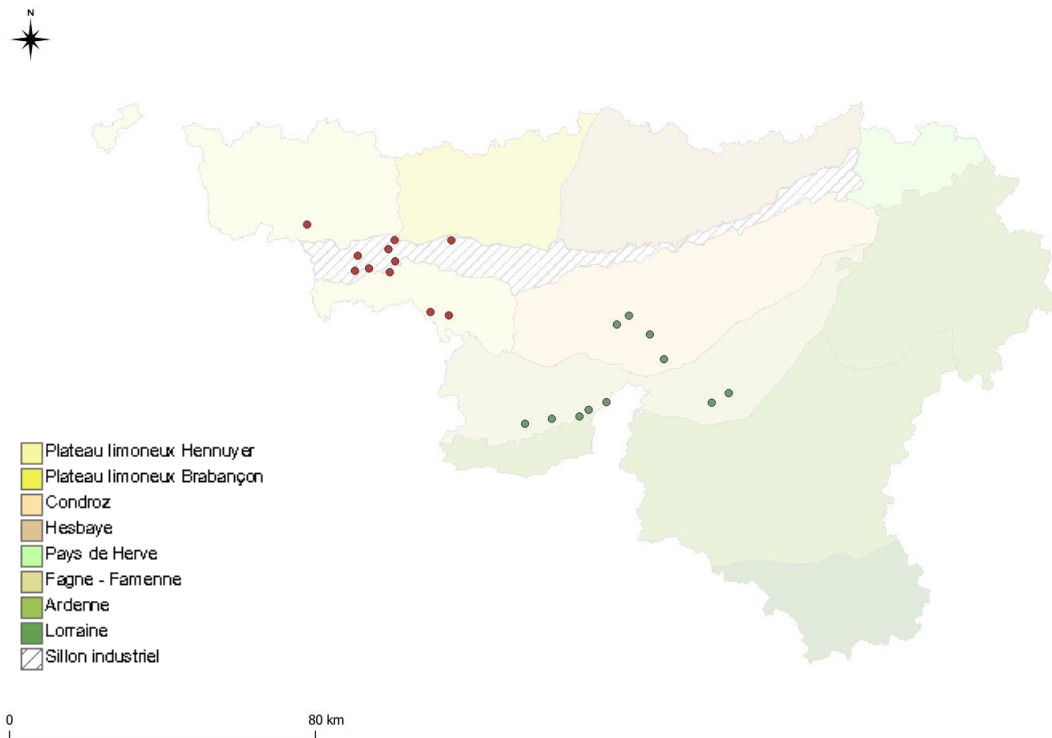 N
Plateau limoneux Hennuyer
Plateau limoneux Brabançon
Condroz
Hesbaye
Pays de Herve
Fagne - Famenne
Ardenne
Lorraine
Sillon industriel
0 80 km